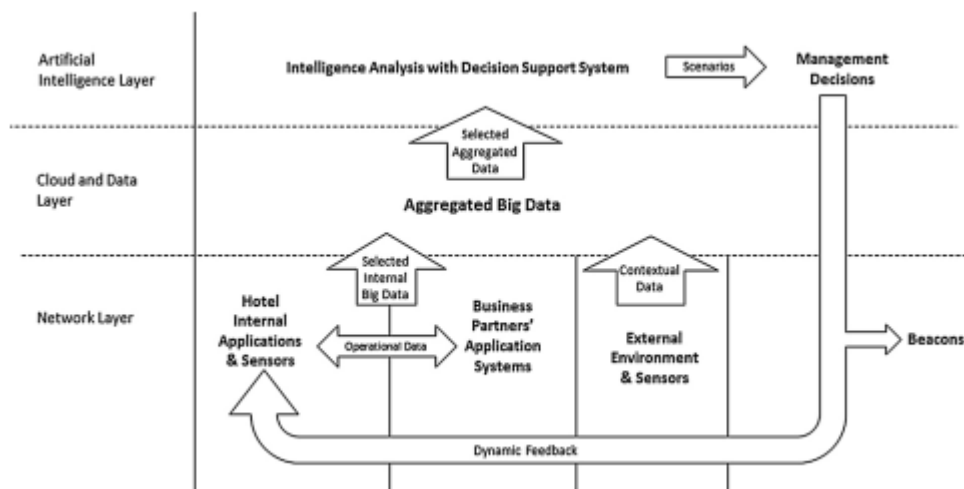 Artificial
Intelligence Layer
Intelligence Analysis with Decision Support System
Scenarios
Management
Decisions
Selected
Aggregated
Data
Cloud and Data
Layer
Aggregated Big Data
Selected
Internal
Big Data
Contextual
Data
Network Layer
Hotel
Internal
Applications
& Sensors
Operational Data
Business
Partners'
Application
Systems
External
Environment
& Sensors
Beacons
Dynamic Feedback